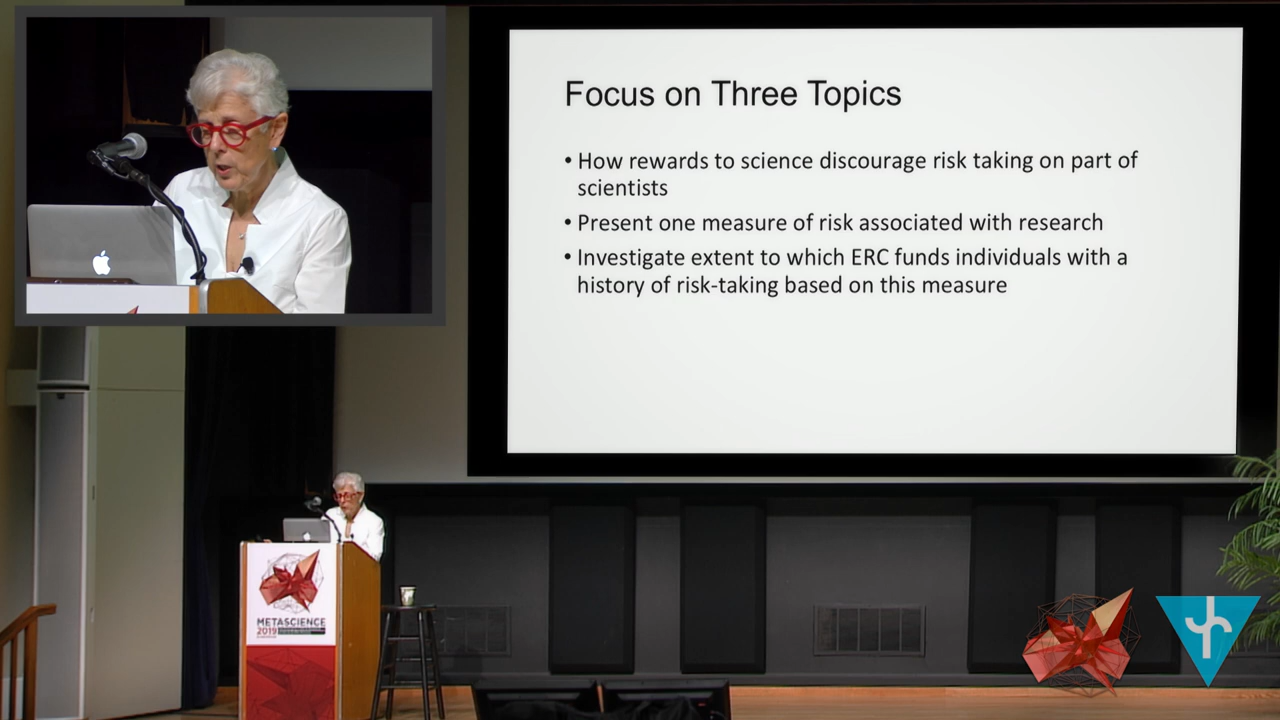 Focus on Three Topics
• How rewards to science discourage risk taking on part of
scientists
• Present one measure of risk associated with research
• Investigate extent to which ERC funds individuals with a
history of risk-taking based on this measure
METASCIENCE
2019